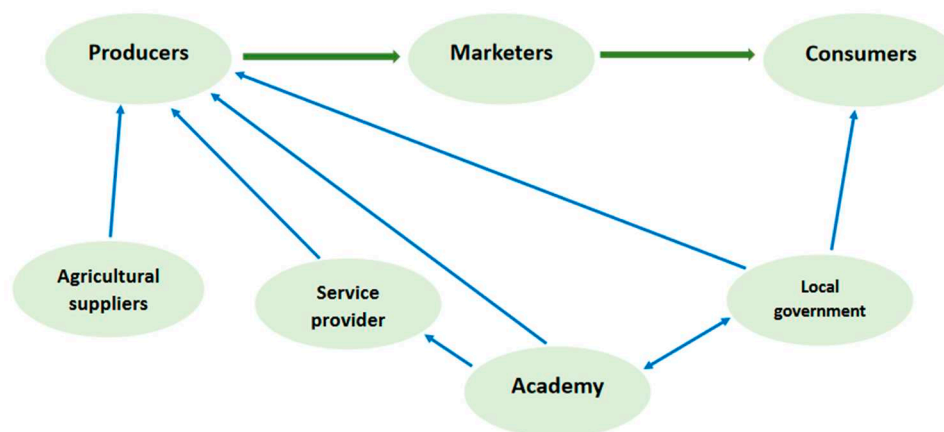 Producers
Marketers
Consumers
Agricultural
suppliers
Service
provider
Local
government
Academy